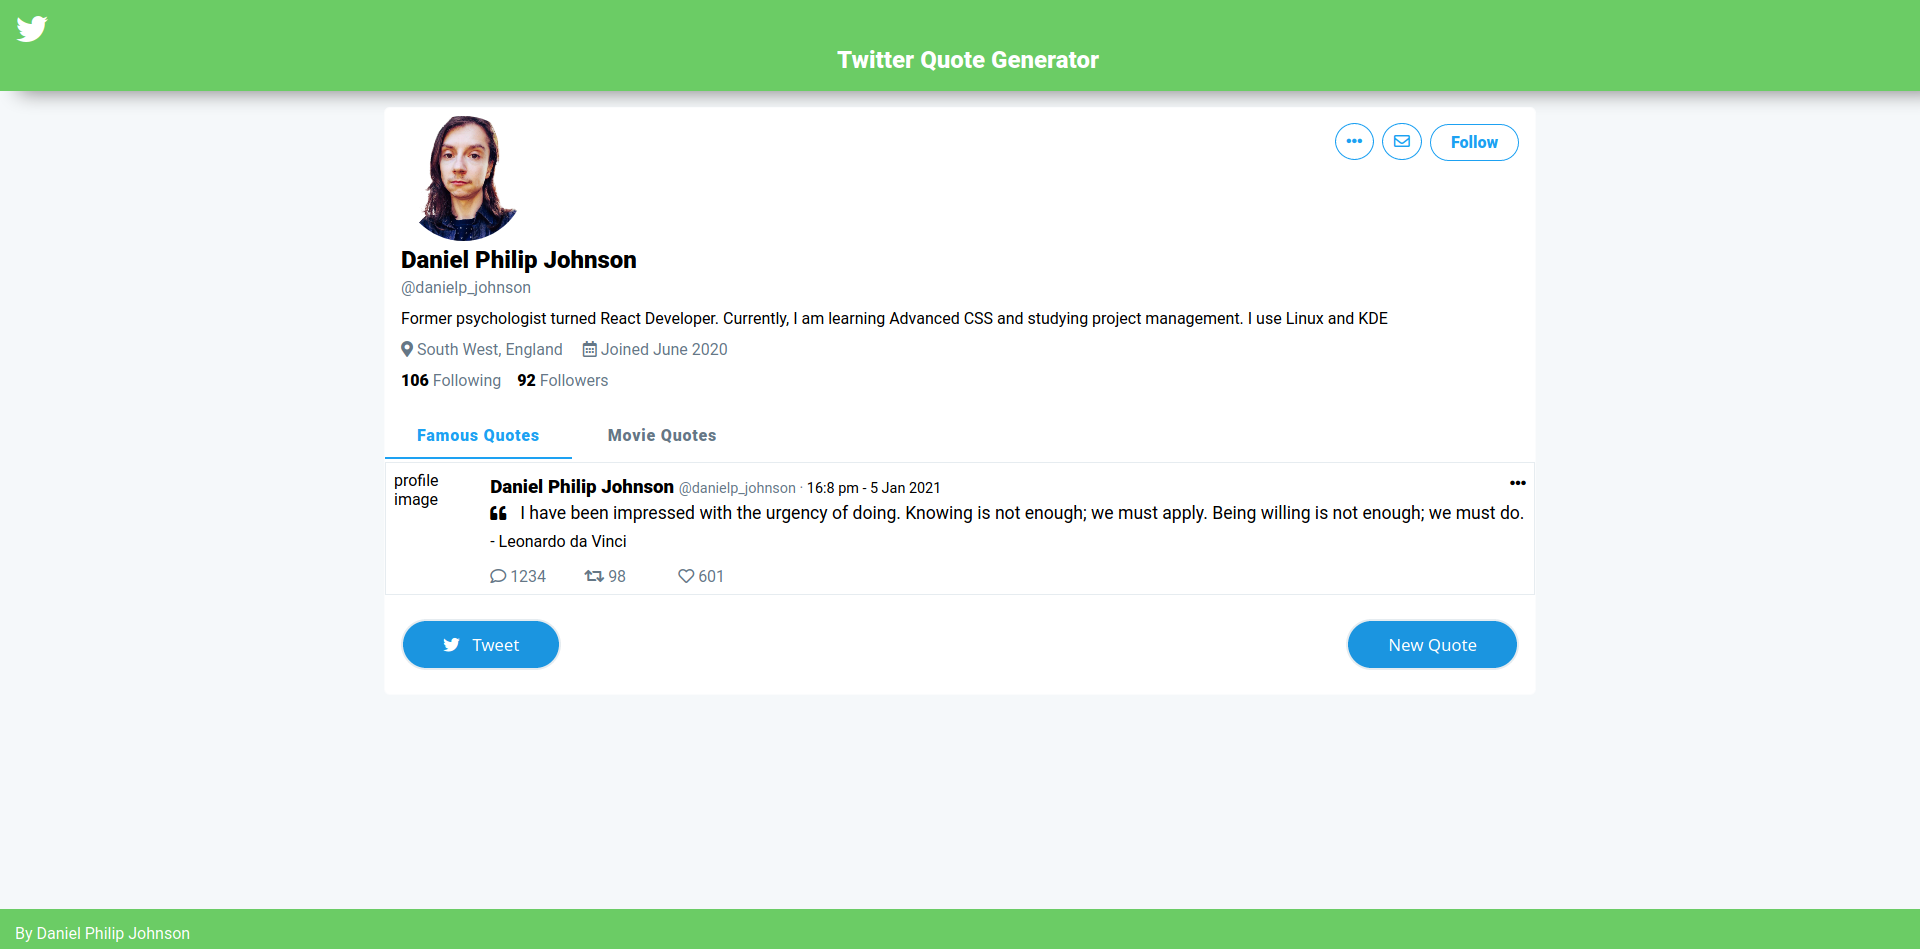 Twitter Quote Generator
Follow
Daniel Philip Johnson
@danielp_johnson
Former psychologist turned React Developer. Currently, I am learning Advanced CSS and studying project management. I use Linux and KDE
South West, England Joined June 2020
106 Following 92 Followers
Famous Quotes Movie Quotes
profile
image
Daniel Philip Johnson @danielp_johnson · 16:8 pm - 5 Jan 2021
I have been impressed with the urgency of doing. Knowing is not enough; we must apply. Being willing is not enough; we must do.
- Leonardo da Vinci
1234 98 601
Tweet New Quote
By Daniel Philip Johnson